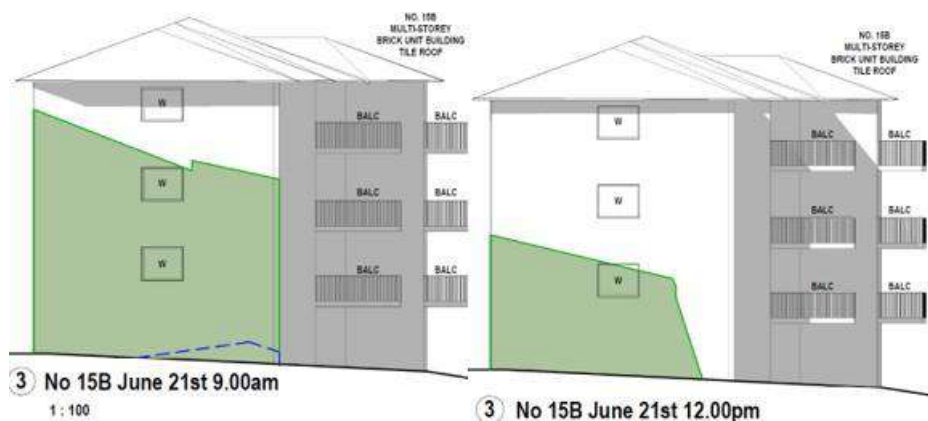 NO. 15B
MULTI-STOREY
BRICK UNIT BUILDING
TILE ROOF
W
BALC
BALC
W
BALC
BALC
W
BALC
BALC
3 No 15B June 21st 9.00am
1 : 100
NO. 15B
MULTI-STOREY
BRICK UNIT BUILDING
TILE ROOF
W
BALC
BALC
W
BALC
BALC
W
BALC
BALC
3 No 15B June 21st 12.00pm